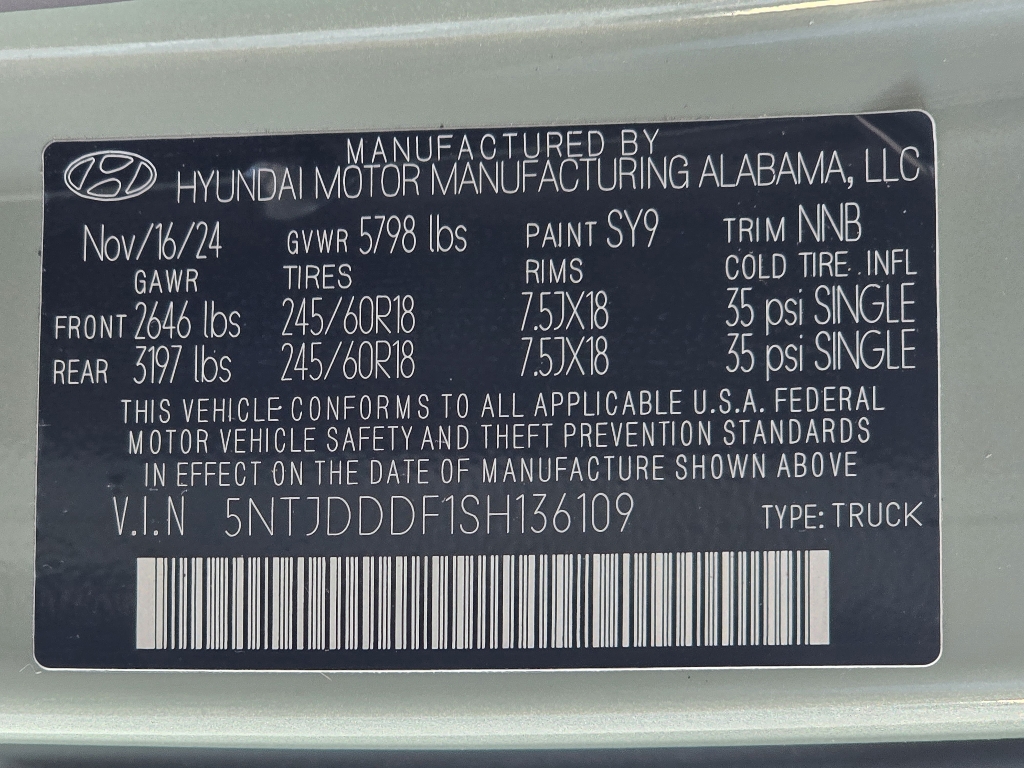 MANUFACTURED BY
HYUNDAI MOTOR MANUFACTURING ALABAMA, LLC
Nov/16/24 GVWR 5798 lbs PAINT SY9 TRIM NNB
GAWR TIRES RIMS COLD TIRE INFL
FRONT 2646 lbs 245/60R18 7.5JX18 35 psi SINGLE
REAR 3197 lbs 245/60R18 7.5JX18 35 psi SINGLE
THIS VEHICLE CONFORMS TO ALL APPLICABLE U.S.A. FEDERAL
MOTOR VEHICLE SAFETY AND THEFT PREVENTION STANDARDS
IN EFFECT ON THE DATE OF MANUFACTURE SHOWN ABOVE
V.I.N 5NTJDDDF1SH136109 TYPE: TRUCK